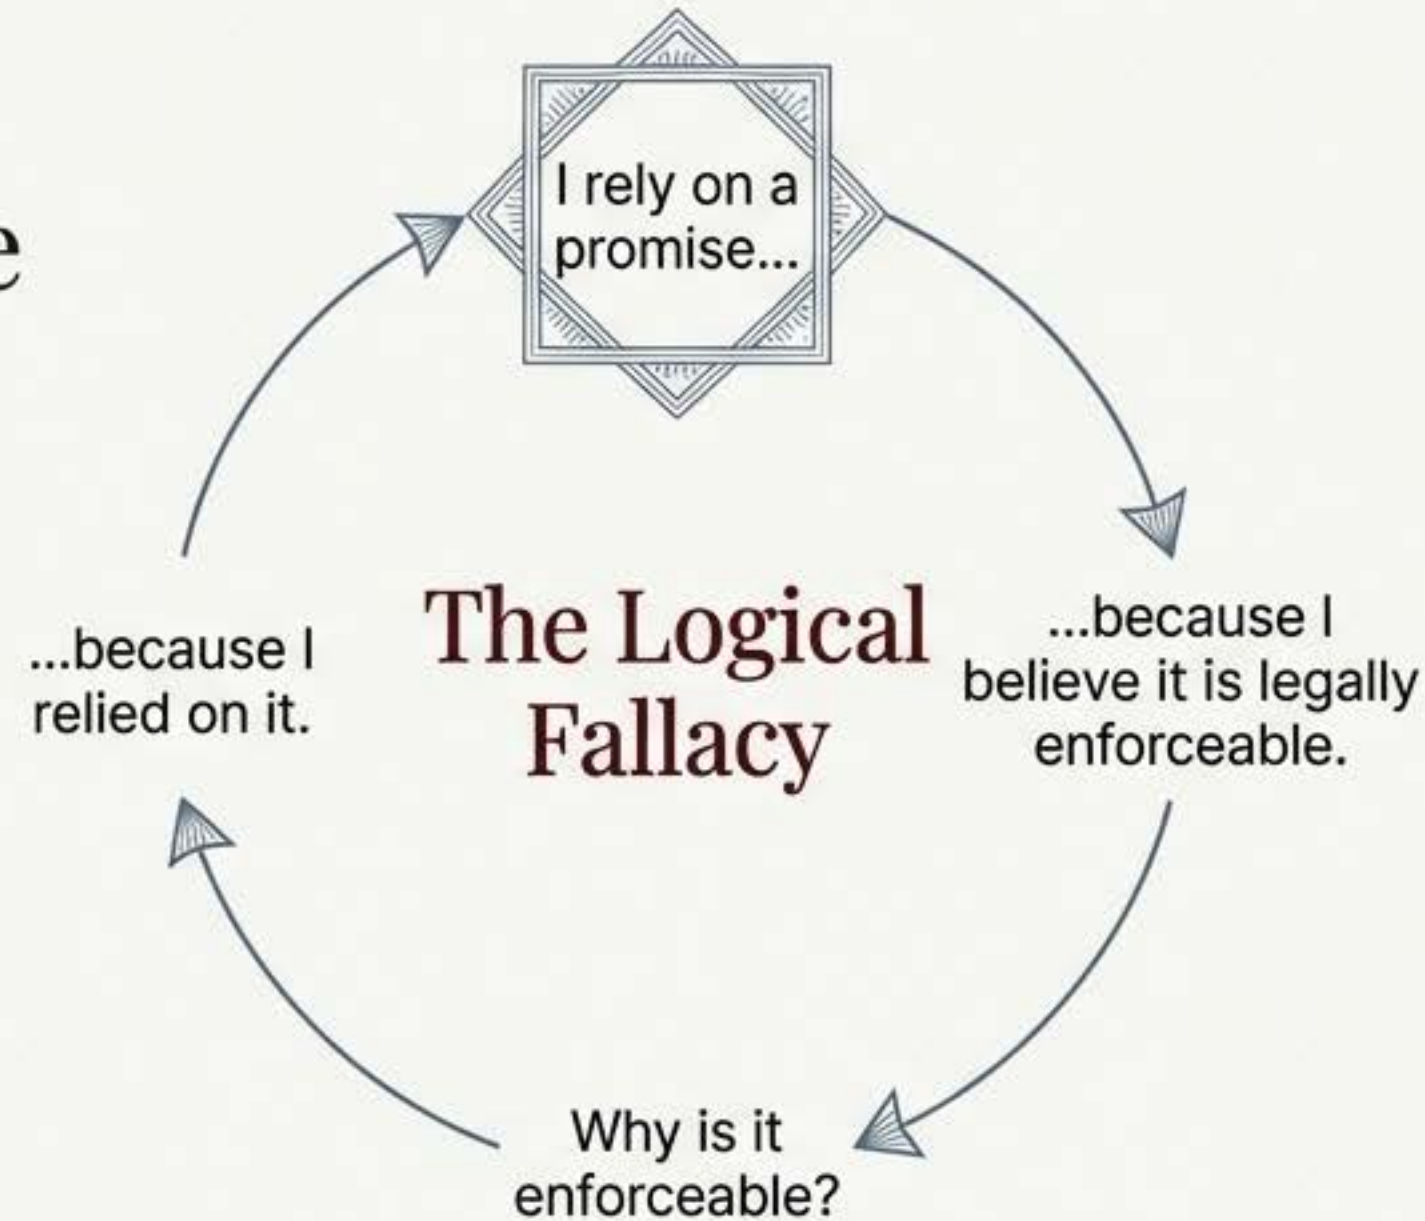 e
I rely on a
promise...
...because I
believe it is legally
enforceable.
Why is it
enforceable?
...because I
relied on it.
The Logical
Fallacy